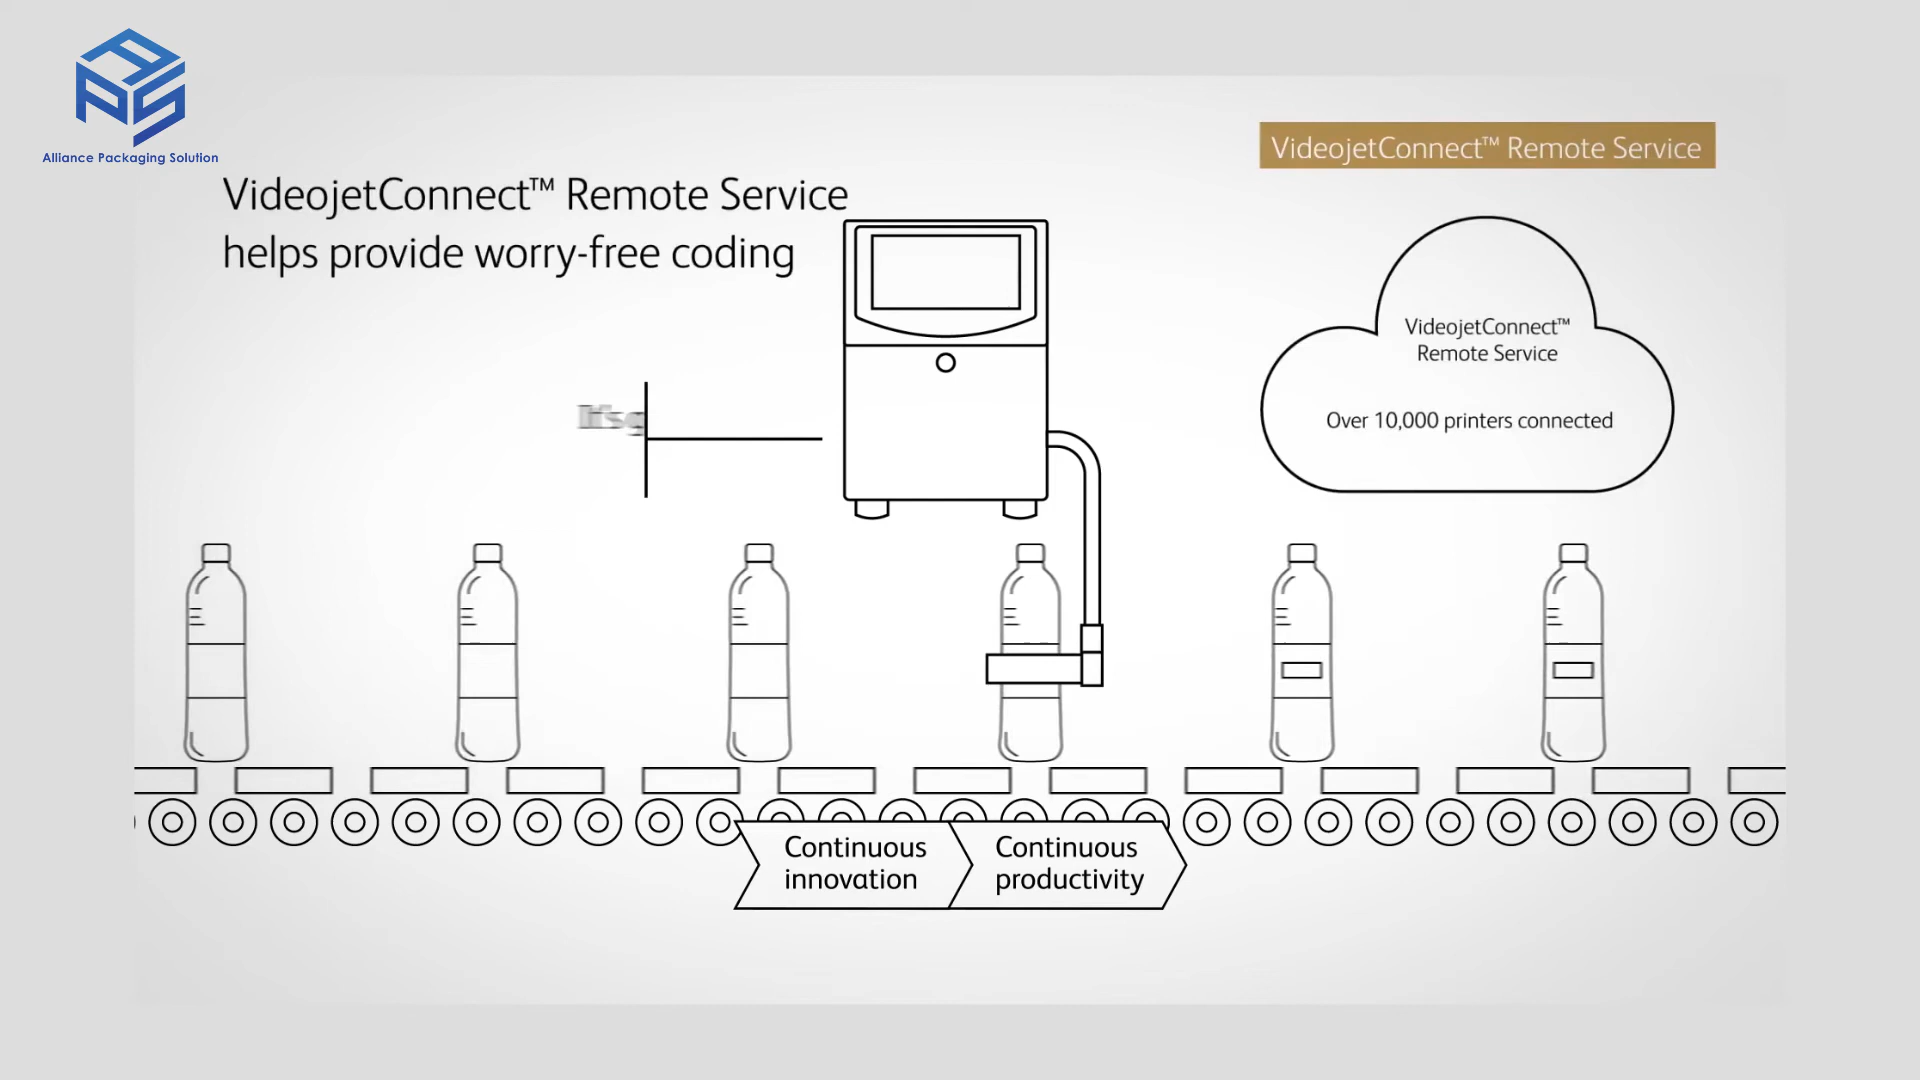 Alliance Packaging Solution
VideojetConnect™ Remote Service
helps provide worry-free coding
VideojetConnect™ Remote Service
VideojetConnect™
Remote Service
Over 10,000 printers connected
Continuous
innovation
Continuous
productivity